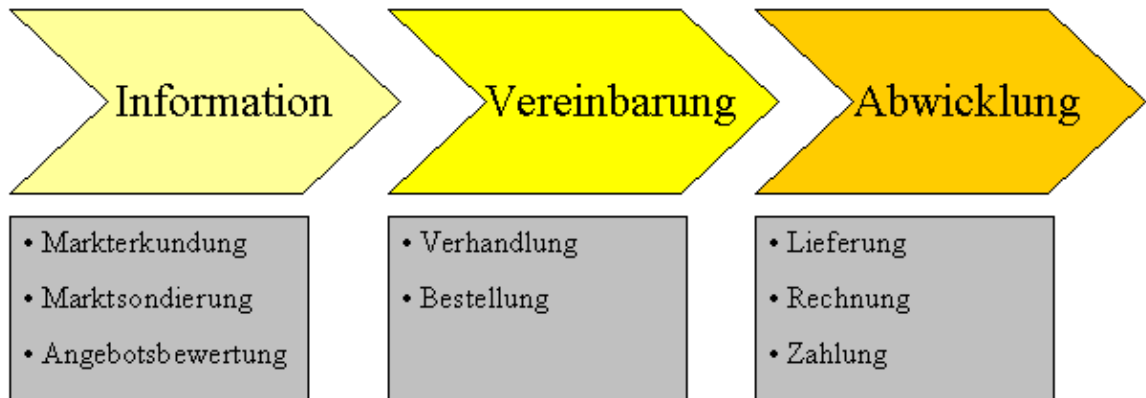 Information
Vereinbarung
Abwicklung
• Markterkundung
• Marktsondierung
• Angebotsbewertung
• Verhandlung
• Bestellung
• Lieferung
• Rechnung
• Zahlung